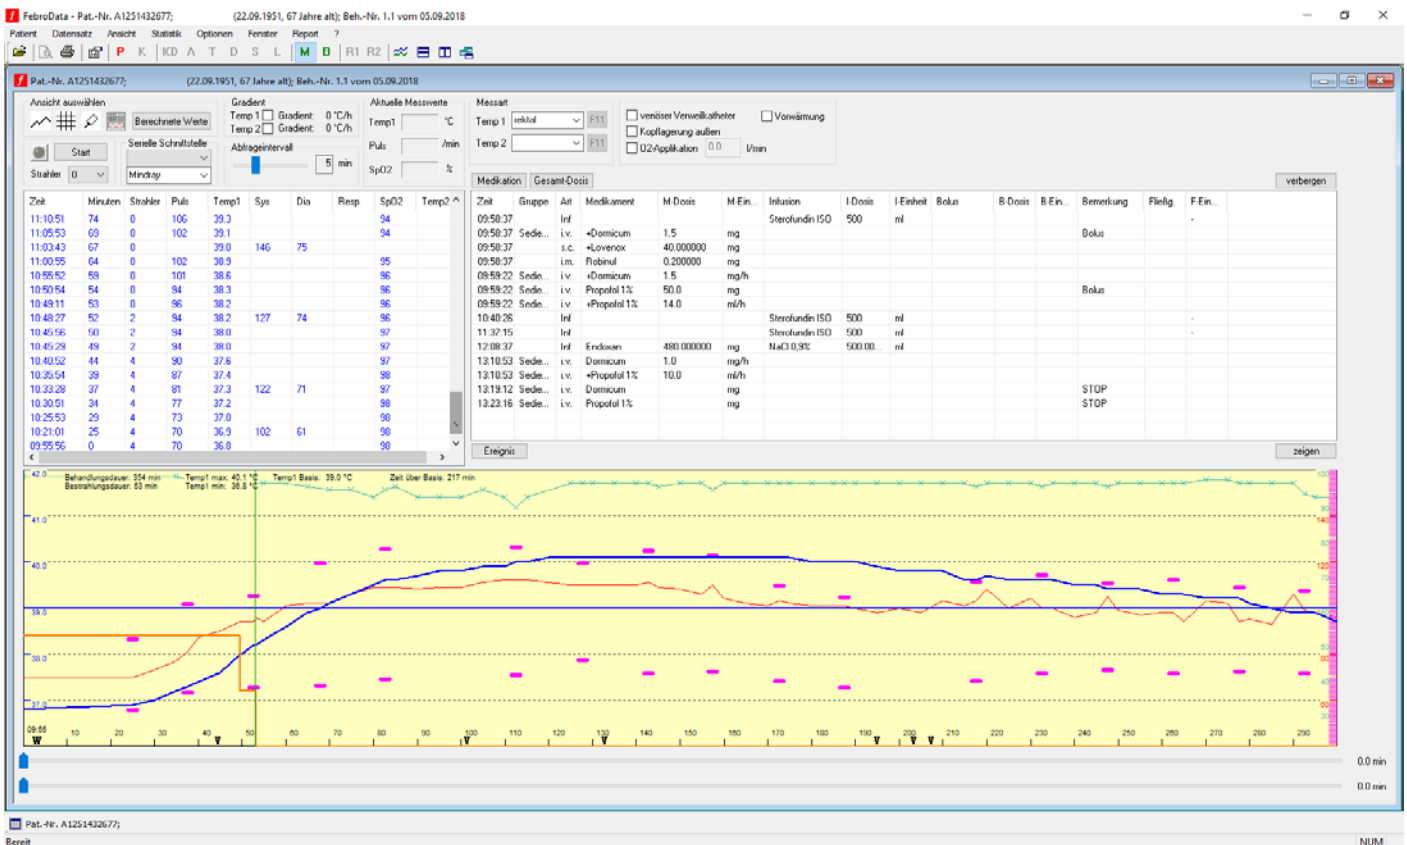 FebroData - Pat.-Nr. A1251432677; (22.09.1951, 67 Jahre alt); Beh.-Nr. 1.1 vom 05.09.2018
Patient Datensatz Ansicht Statistik Optionen Fenster Report ?
P K KD A T D S L M B R1 R2
Pat.-Nr. A1251432677; (22.09.1951, 67 Jahre alt); Beh.-Nr. 1.1 vom 05.09.2018
Ansicht auswählen Gradient Aktuelle Messwerte Messart
Berechnete Werte Temp 1 Gradient: 0 °C/h Temp1 °C Temp 1 rektal F11 venöser Verweilkatheter Vorwärmung
Temp 2 Gradient: 0 °C/h Kopflagerung außen
Start Serielle Schnittstelle Abfrageintervall Puls /min Temp 2 F11 O2-Applikation 0.0 l/min
Strahler 0 Mindray 5 min SpO2 %
Medikation Gesamt-Dosis verbergen
Zeit Minuten Strahler Puls Temp1 Sys Dia Resp SpO2 Temp2
11:10:51 74 0 106 39.3 94
11:05:53 69 0 102 39.1 94
11:03:43 67 0 39.0 146 75
11:00:55 64 0 102 38.9 95
10:55:52 59 0 101 38.6 96
10:50:54 54 0 94 38.3 96
10:49:11 53 0 96 38.2 96
10:48:27 52 2 94 38.2 127 74 96
10:45:56 50 2 94 38.0 97
10:45:29 49 2 94 38.0 97
10:40:52 44 4 90 37.6 97
10:35:54 39 4 87 37.4 98
10:33:28 37 4 81 37.3 122 71 97
10:30:51 34 4 77 37.2 98
10:25:53 29 4 73 37.0 98
10:21:01 25 4 70 36.9 102 61 98
09:55:56 0 4 70 36.8 98
Zeit Gruppe Art Medikament M-Dosis M-Ein... Infusion I-Dosis I-Einheit Bolus B-Dosis B-Ein... Bemerkung Fließg. F-Ein...
09:58:37 Inf Sterofundin ISO 500 ml -
09:58:37 Sedie... i.v. +Dormicum 1.5 mg Bolus
09:58:37 s.c. +Lovenox 40.000000 mg
09:58:37 i.m. Robinul 0.200000 mg
09:59:22 Sedie... i.v. +Dormicum 1.5 mg/h
09:59:22 Sedie... i.v. Propofol 1% 50.0 mg Bolus
09:59:22 Sedie... i.v. +Propofol 1% 14.0 ml/h
10:40:26 Inf Sterofundin ISO 500 ml -
11:37:15 Inf Sterofundin ISO 500 ml -
12:08:37 Inf Endoxan 480.000000 mg NaCl 0,9% 500.00... ml
13:10:53 Sedie... i.v. Dormicum 1.0 mg/h
13:10:53 Sedie... i.v. +Propofol 1% 10.0 ml/h
13:19:12 Sedie... i.v. Dormicum mg STOP
13:23:16 Sedie... i.v. Propofol 1% mg STOP
Ereignis zeigen
42.0 Behandlungsdauer: 354 min Temp1 max: 40.1 °C Temp1 Basis: 39.0 °C Zeit über Basis: 217 min 100
Bestrahlungsdauer: 53 min Temp1 min: 36.8 °C
90
41.0 140
80
40.0 120
70
39.0
50
38.0 80
40
37.0 60
30
09:55 10 20 30 40 50 60 70 80 90 100 110 120 130 140 150 160 170 180 190 200 210 220 230 240 250 260 270 280 290
W V V V V V V
0.0 min
0.0 min
Pat.-Nr. A1251432677;
Bereit NUM